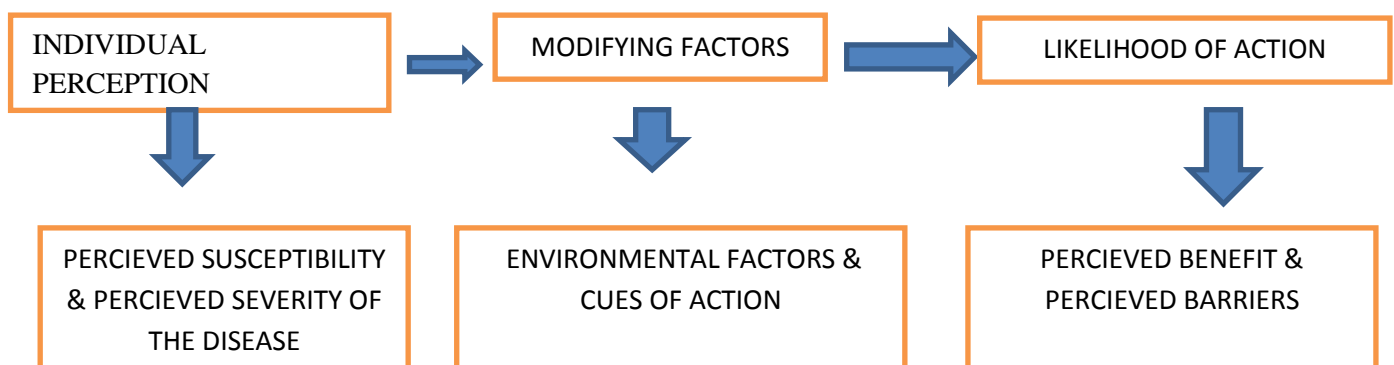 INDIVIDUAL
PERCEPTION
MODIFYING FACTORS
LIKELIHOOD OF ACTION
PERCIEVED SUSCEPTIBILITY
& PERCIEVED SEVERITY OF
THE DISEASE
ENVIRONMENTAL FACTORS &
CUES OF ACTION
PERCIEVED BENEFIT &
PERCIEVED BARRIERS